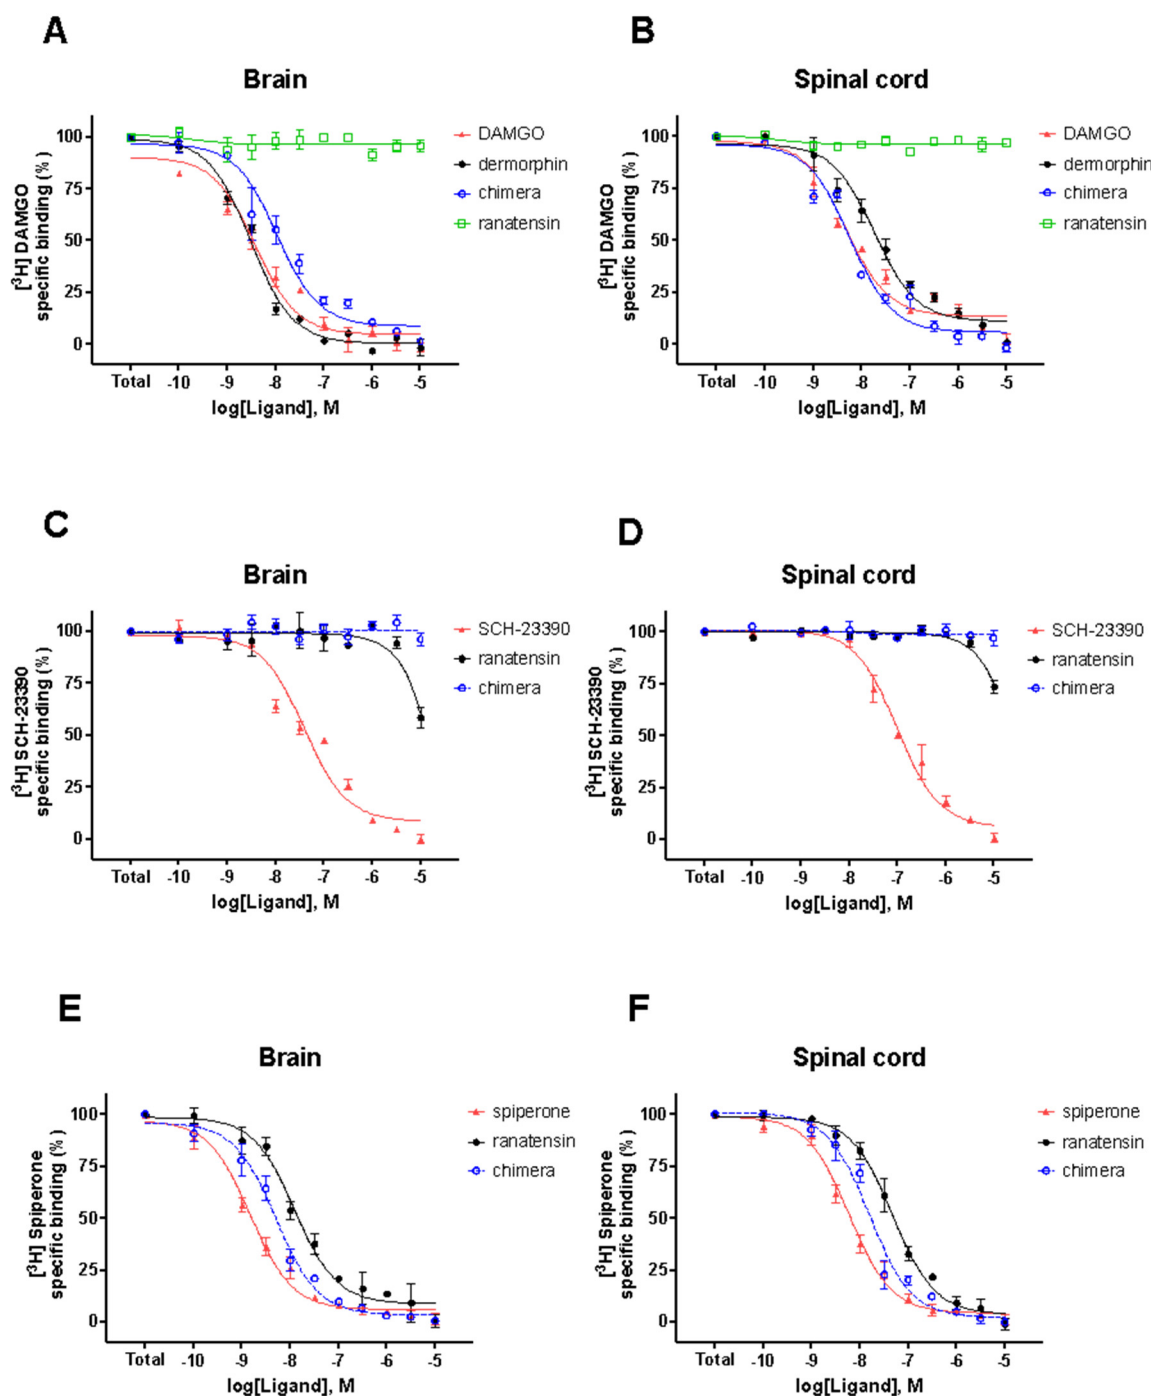 A
Brain
[³H] DAMGO
specific binding (%)
100
75
50
25
0
Total -10 -9 -8 -7 -6 -5
log[Ligand], M
DAMGO
dermorphin
chimera
ranatensin
B
Spinal cord
[³H] DAMGO
specific binding (%)
100
75
50
25
0
Total -10 -9 -8 -7 -6 -5
log[Ligand], M
DAMGO
dermorphin
chimera
ranatensin
C
Brain
[³H] SCH-23390
specific binding (%)
100
75
50
25
0
Total -10 -9 -8 -7 -6 -5
log[Ligand], M
SCH-23390
ranatensin
chimera
D
Spinal cord
[³H] SCH-23390
specific binding (%)
100
75
50
25
0
Total -10 -9 -8 -7 -6 -5
log[Ligand], M
SCH-23390
ranatensin
chimera
E
Brain
[³H] Spiperone
specific binding (%)
100
75
50
25
0
Total -10 -9 -8 -7 -6 -5
log[Ligand], M
spiperone
ranatensin
chimera
F
Spinal cord
[³H] Spiperone
specific binding (%)
100
75
50
25
0
Total -10 -9 -8 -7 -6 -5
log[Ligand], M
spiperone
ranatensin
chimera